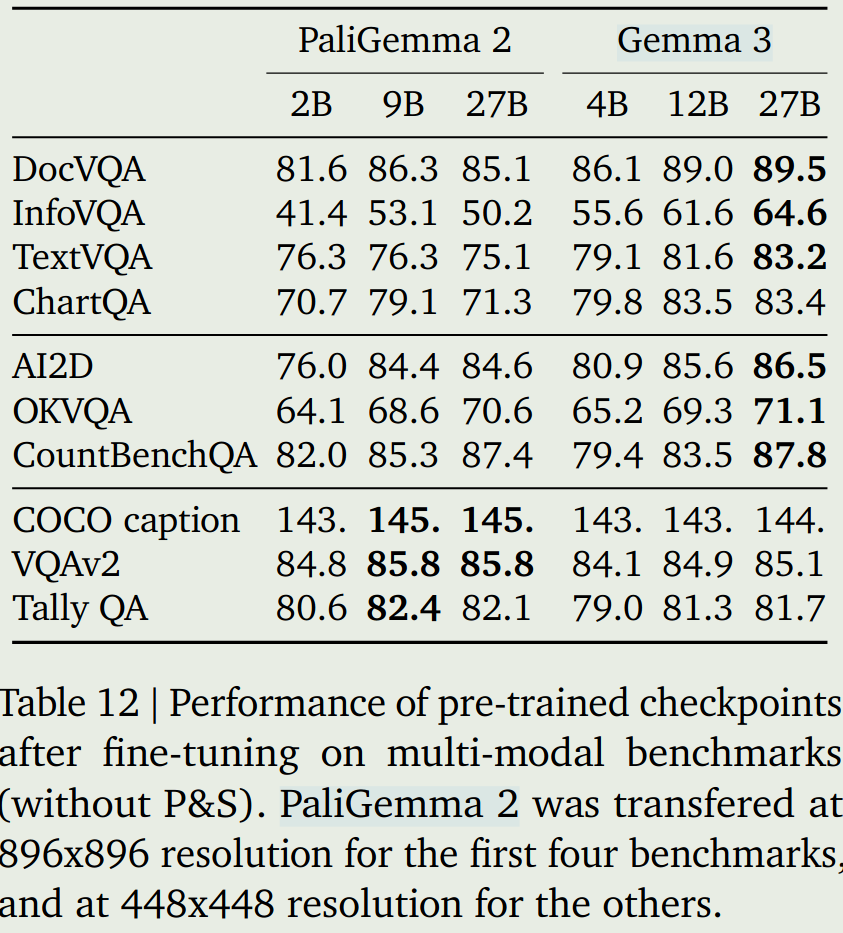 PaliGemma 2 Gemma 3
2B 9B 27B 4B 12B 27B
DocVQA 81.6 86.3 85.1 86.1 89.0 89.5
InfoVQA 41.4 53.1 50.2 55.6 61.6 64.6
TextVQA 76.3 76.3 75.1 79.1 81.6 83.2
ChartQA 70.7 79.1 71.3 79.8 83.5 83.4
AI2D 76.0 84.4 84.6 80.9 85.6 86.5
OKVQA 64.1 68.6 70.6 65.2 69.3 71.1
CountBenchQA 82.0 85.3 87.4 79.4 83.5 87.8
COCO caption 143. 145. 145. 143. 143. 144.
VQAv2 84.8 85.8 85.8 84.1 84.9 85.1
Tally QA 80.6 82.4 82.1 79.0 81.3 81.7
Table 12 | Performance of pre-trained checkpoints
after fine-tuning on multi-modal benchmarks
(without P&S). PaliGemma 2 was transfered at
896x896 resolution for the first four benchmarks,
and at 448x448 resolution for the others.